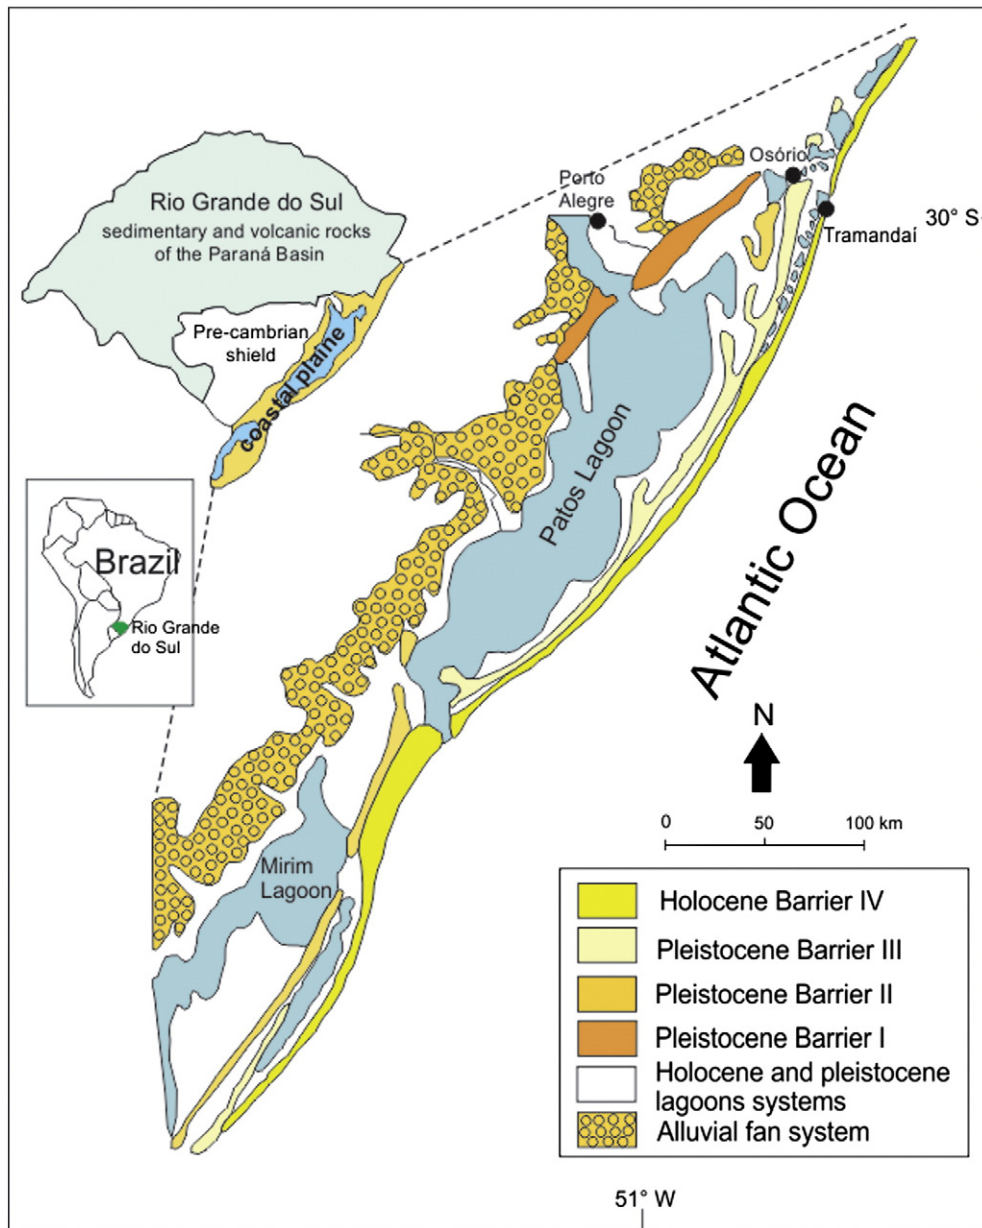 Rio Grande do Sul
sedimentary and volcanic rocks
of the Paraná Basin
Pre-cambrian
shield
coastal plaine
Brazil
Rio Grande
do Sul
Porto
Alegre
Osório
Tramandaí
30° S
Patos Lagoon
Mirim
Lagoon
Atlantic Ocean
N
0 50 100 km
Holocene Barrier IV
Pleistocene Barrier III
Pleistocene Barrier II
Pleistocene Barrier I
Holocene and pleistocene
lagoons systems
Alluvial fan system
51° W